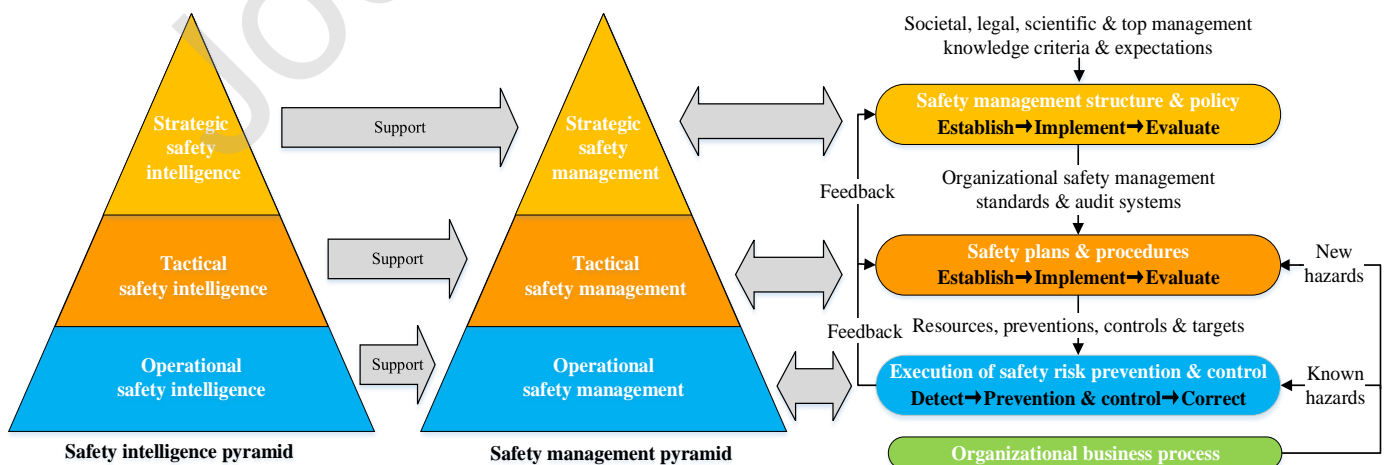 Strategic
safety
intelligence
Tactical
safety intelligence
Operational
safety intelligence
Safety intelligence pyramid
Support
Support
Support
Strategic
safety
management
Tactical
safety management
Operational
safety management
Safety management pyramid
Societal, legal, scientific & top management
knowledge criteria & expectations
Safety management structure & policy
Establish→Implement→Evaluate
Feedback
Organizational safety management
standards & audit systems
Safety plans & procedures
Establish→Implement→Evaluate
New
hazards
Feedback
Resources, preventions, controls & targets
Execution of safety risk prevention & control
Detect→Prevention & control→Correct
Known
hazards
Organizational business process